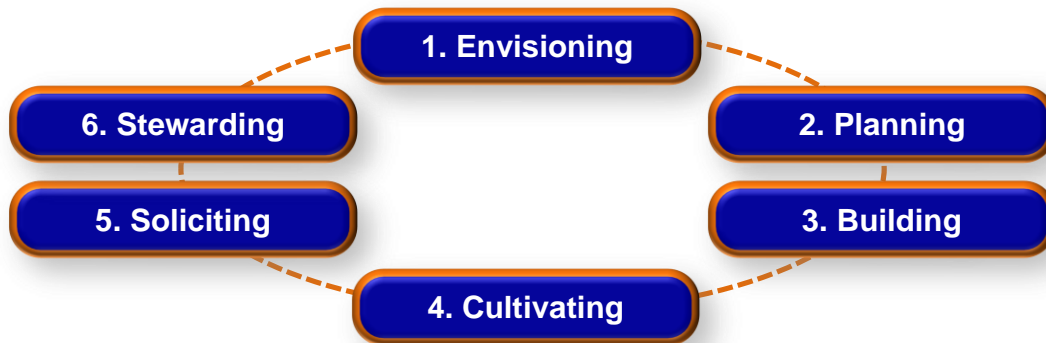 1. Envisioning
2. Planning
3. Building
4. Cultivating
5. Soliciting
6. Stewarding